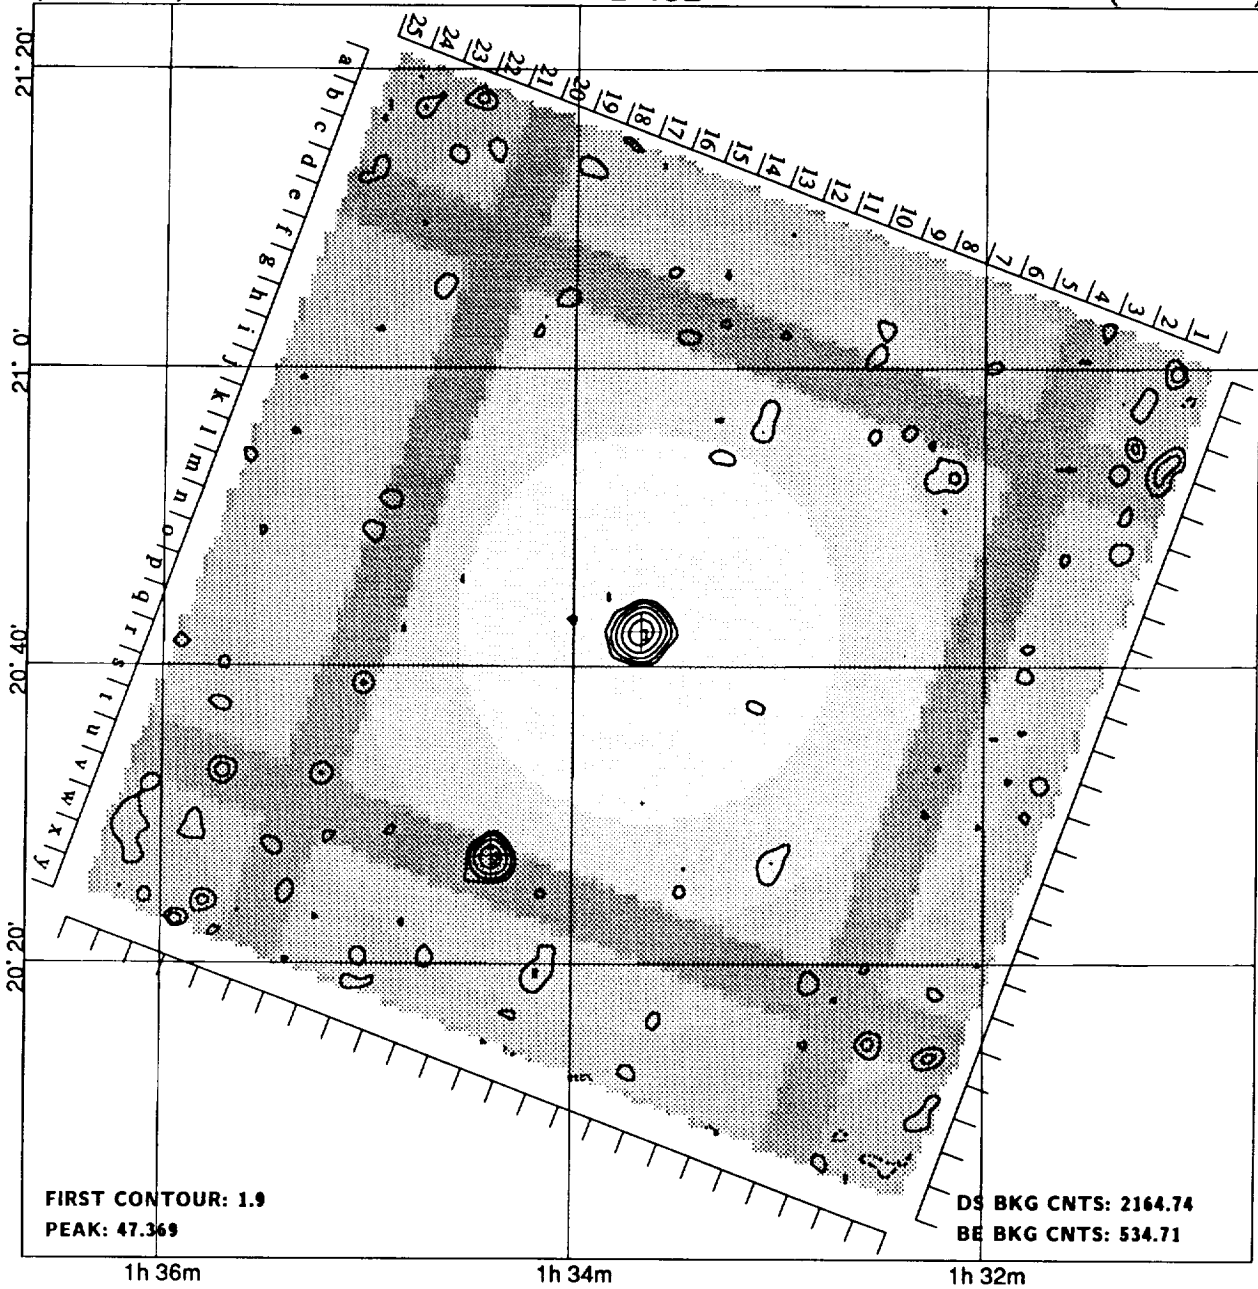 25 24 23 22 21 20 19 18 17 16 15 14 13 12 11 10 9 8 7 6 5 4 3 2 1
a b c d e f g h i j k l m n o p q r s t u v w x y
21° 20'
21° 0'
20° 40'
20° 20'
FIRST CONTOUR: 1.9
PEAK: 47.369
DS BKG CNTS: 2164.74
BE BKG CNTS: 534.71
1h 36m
1h 34m
1h 32m